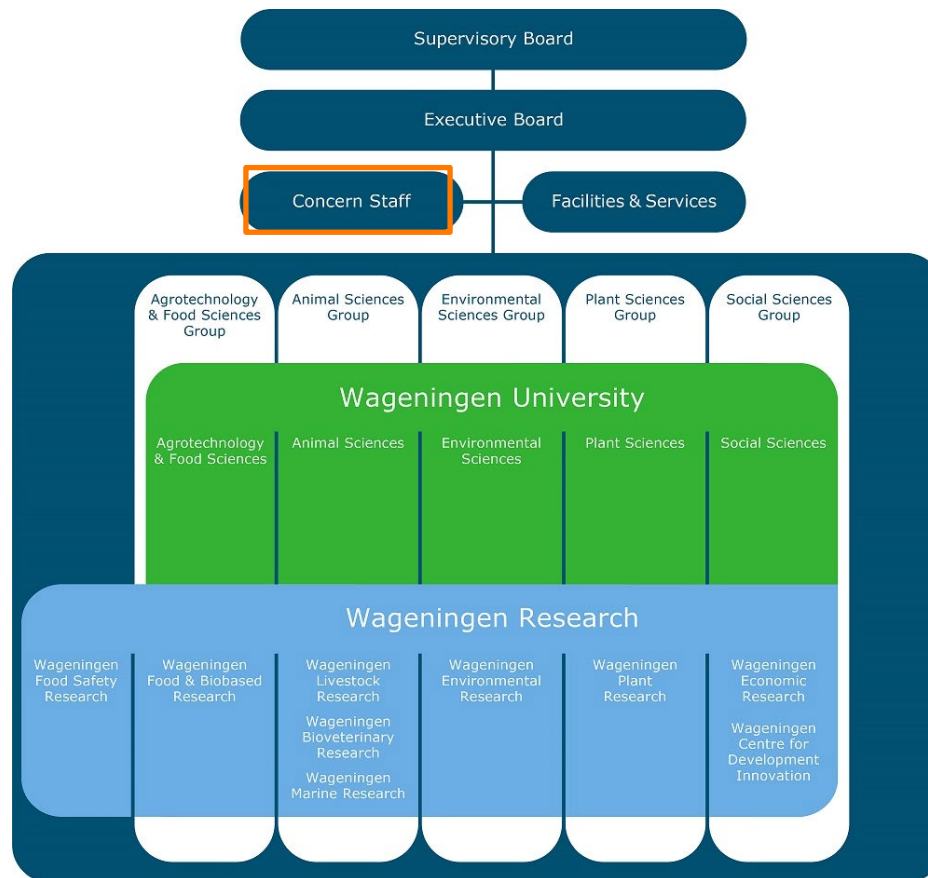 Supervisory Board
Executive Board
Concern Staff
Facilities & Services
Agrotechnology
& Food Sciences
Group
Animal Sciences
Group
Environmental
Sciences Group
Plant Sciences
Group
Social Sciences
Group
Wageningen University
Agrotechnology
& Food Sciences
Animal Sciences
Environmental
Sciences
Plant Sciences
Social Sciences
Wageningen Research
Wageningen
Food Safety
Research
Wageningen
Food & Biobased
Research
Wageningen
Livestock
Research
Wageningen
Bioveterinary
Research
Wageningen
Marine Research
Wageningen
Environmental
Research
Wageningen
Plant
Research
Wageningen
Economic
Research
Wageningen
Centre for
Development
Innovation